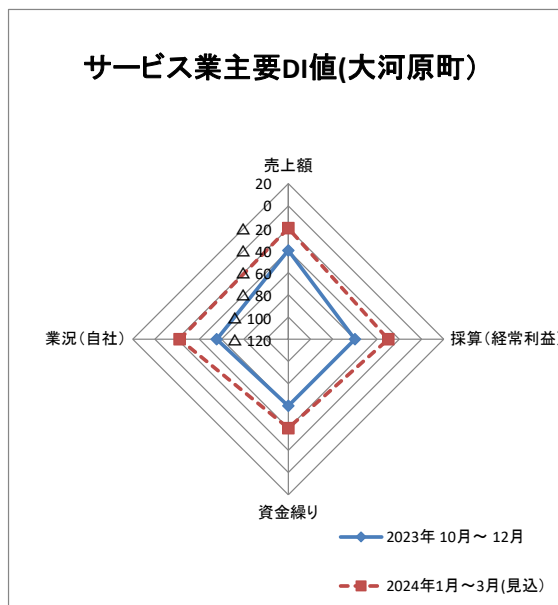 サービス業主要DI値(大河原町）
売上額
20
0
△ 20
△ 40
△ 60
△ 80
△ 100
△ 120
業況（自社）
採算（経常利益）
資金繰り
2023年 10月～ 12月
2024年1月～3月(見込）